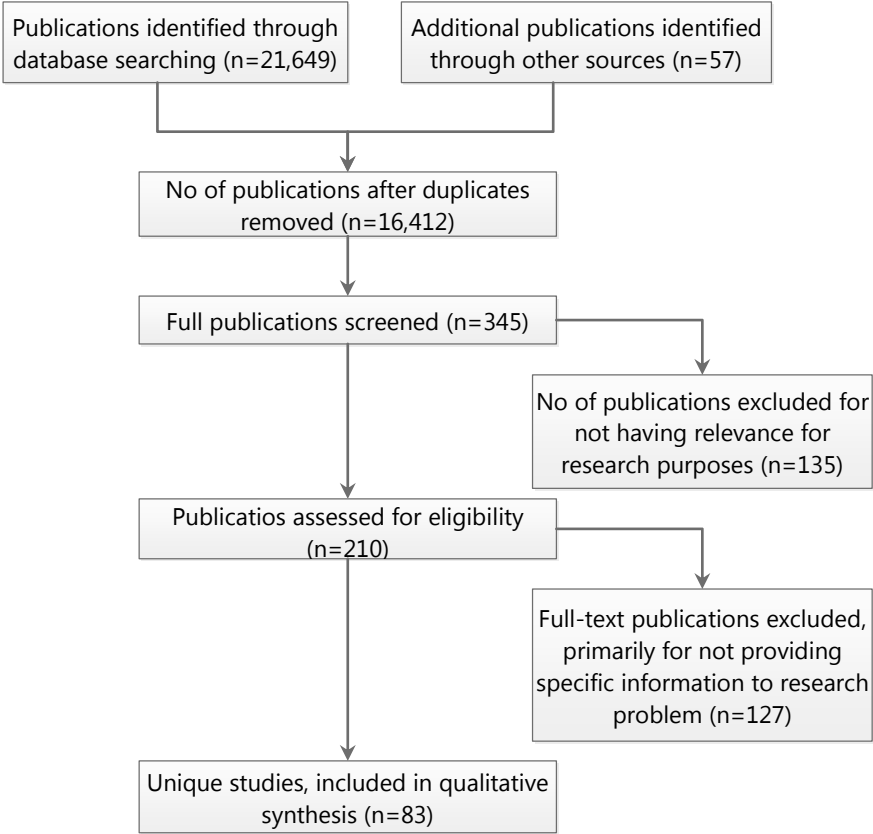 Publications identified through
database searching (n=21,649)
Additional publications identified
through other sources (n=57)
No of publications after duplicates
removed (n=16,412)
Full publications screened (n=345)
No of publications excluded for
not having relevance for
research purposes (n=135)
Publicatios assessed for eligibility
(n=210)
Full-text publications excluded,
primarily for not providing
specific information to research
problem (n=127)
Unique studies, included in qualitative
synthesis (n=83)